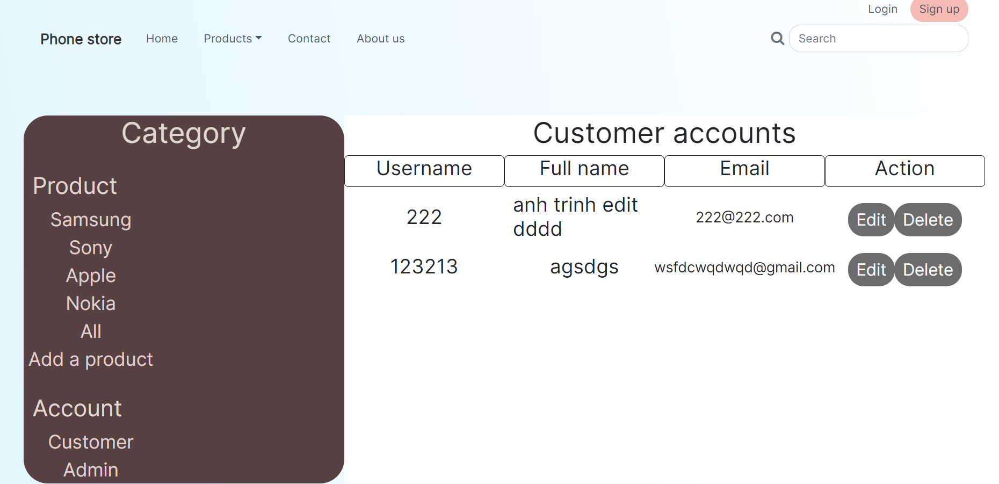 Login Sign up
Phone store Home Products Contact About us Search
Category
Product
Samsung
Sony
Apple
Nokia
All
Add a product
Account
Customer
Admin
Customer accounts
Username Full name Email Action
222 anh trinh edit dddd 222@222.com Edit Delete
123213 agsdgs wsfdcwqdwqd@gmail.com Edit Delete